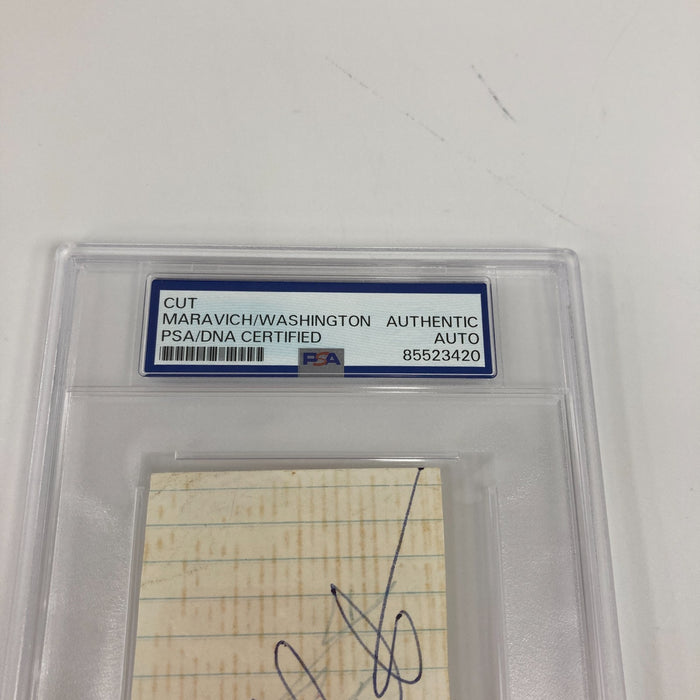 CUT
MARAVICH/WASHINGTON AUTHENTIC
PSA/DNA CERTIFIED AUTO
PSA 85523420